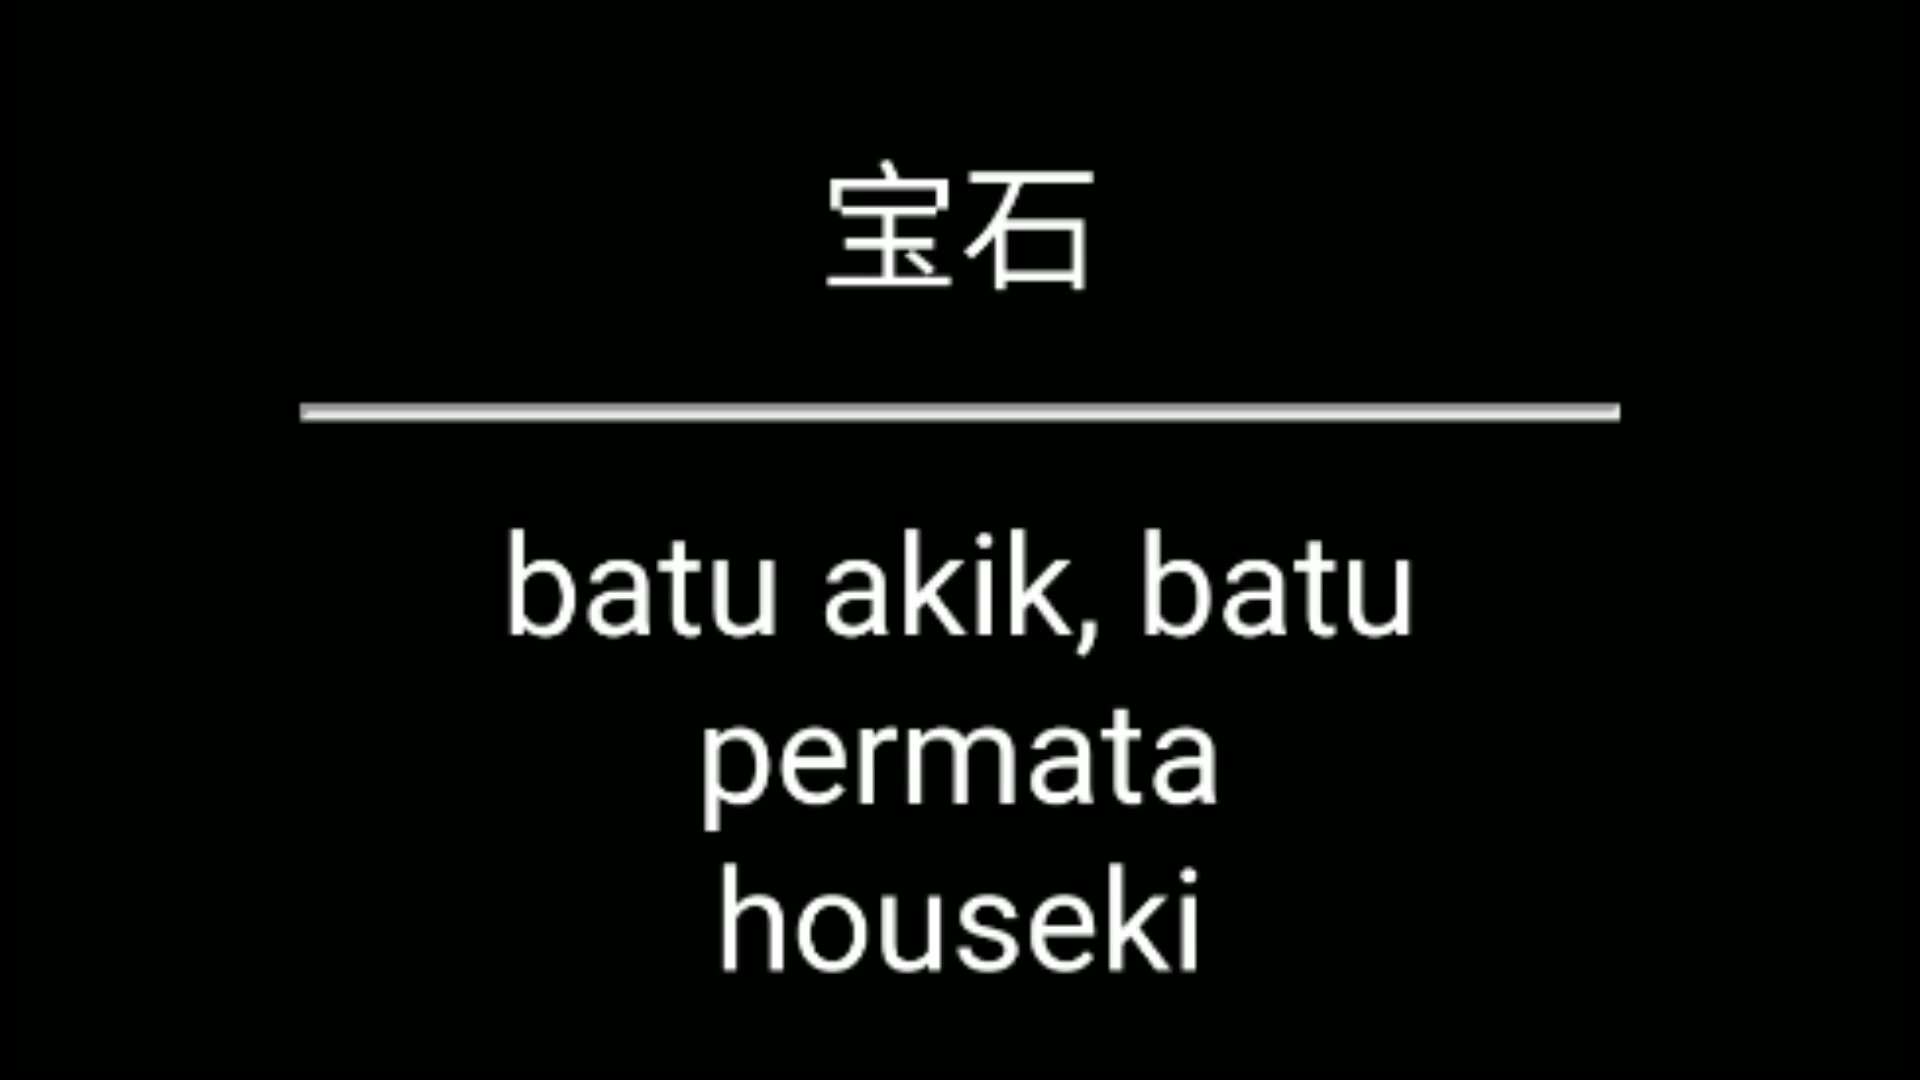 宝石
batu akik, batu
permata
houseki